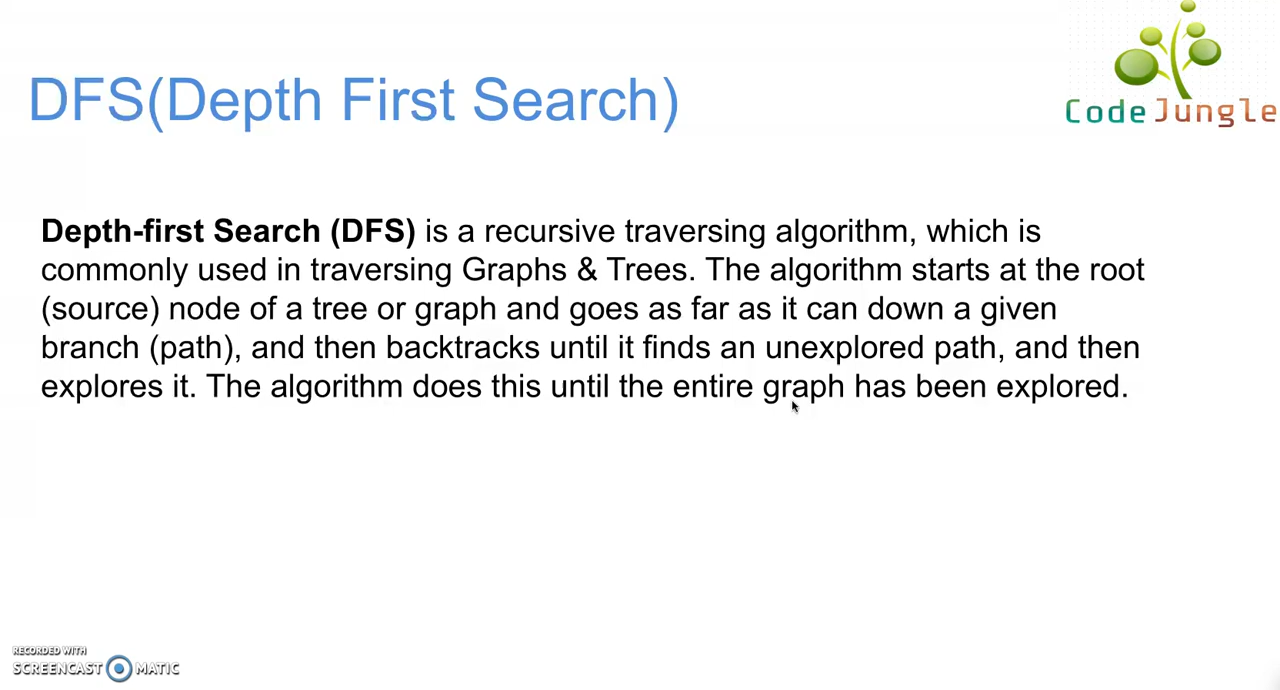 CodeJungle
DFS(Depth First Search)
Depth-first Search (DFS) is a recursive traversing algorithm, which is
commonly used in traversing Graphs & Trees. The algorithm starts at the root
(source) node of a tree or graph and goes as far as it can down a given
branch (path), and then backtracks until it finds an unexplored path, and then
explores it. The algorithm does this until the entire graph has been explored.
RECORDED WITH
SCREENCAST MATIC